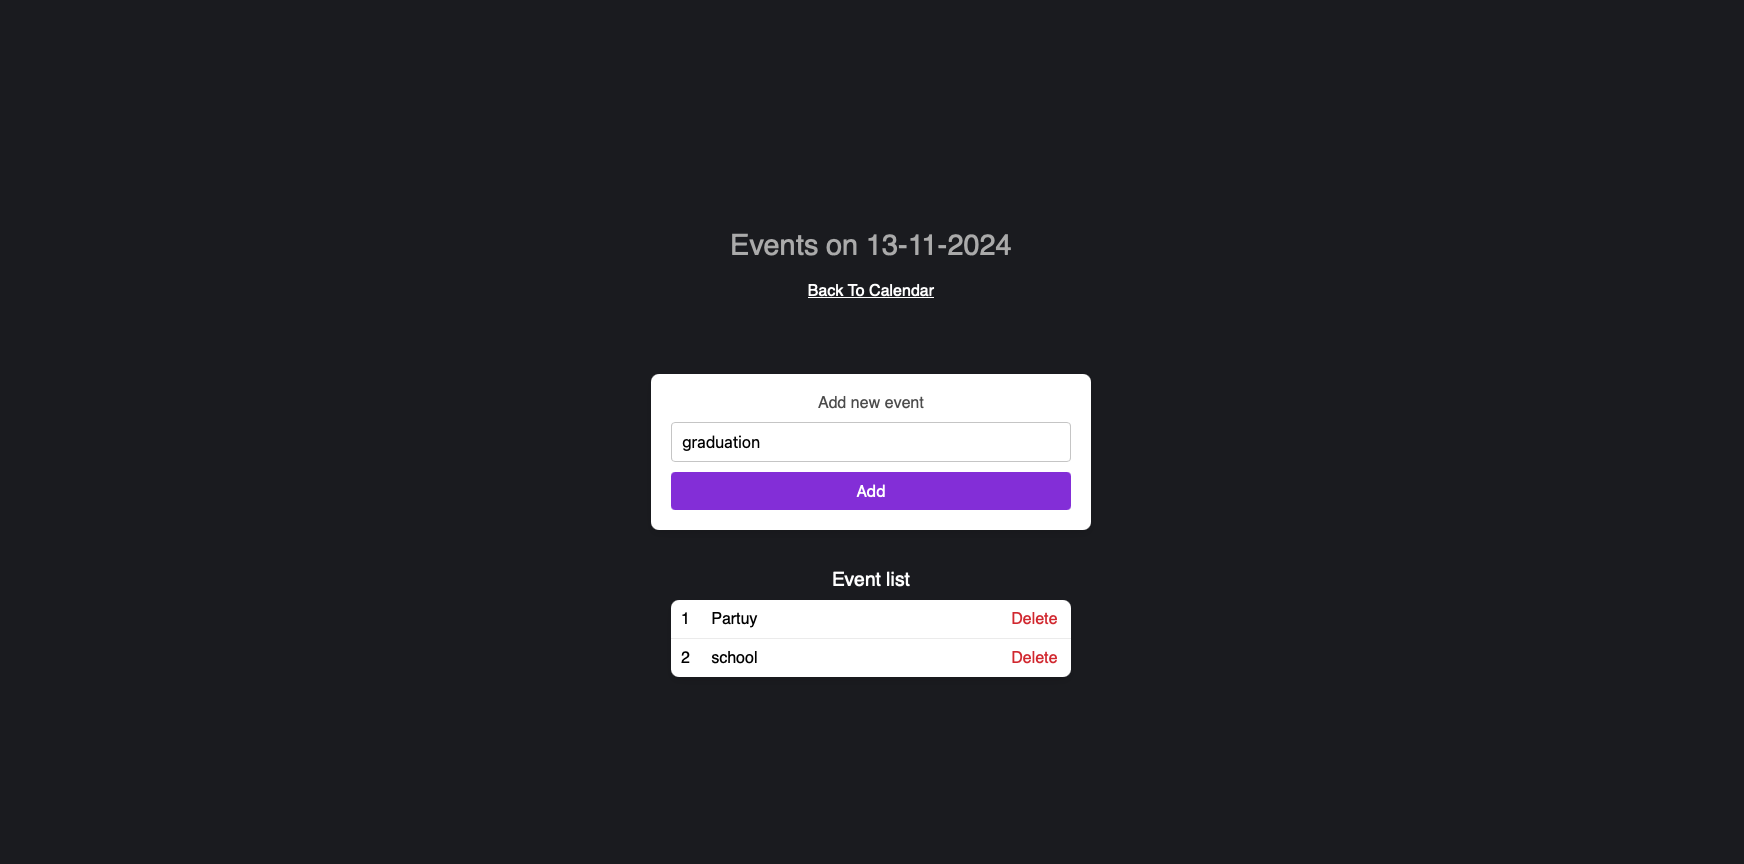 Events on 13-11-2024
Back To Calendar
Add new event
graduation
Add
Event list
1 Partuy Delete
2 school Delete